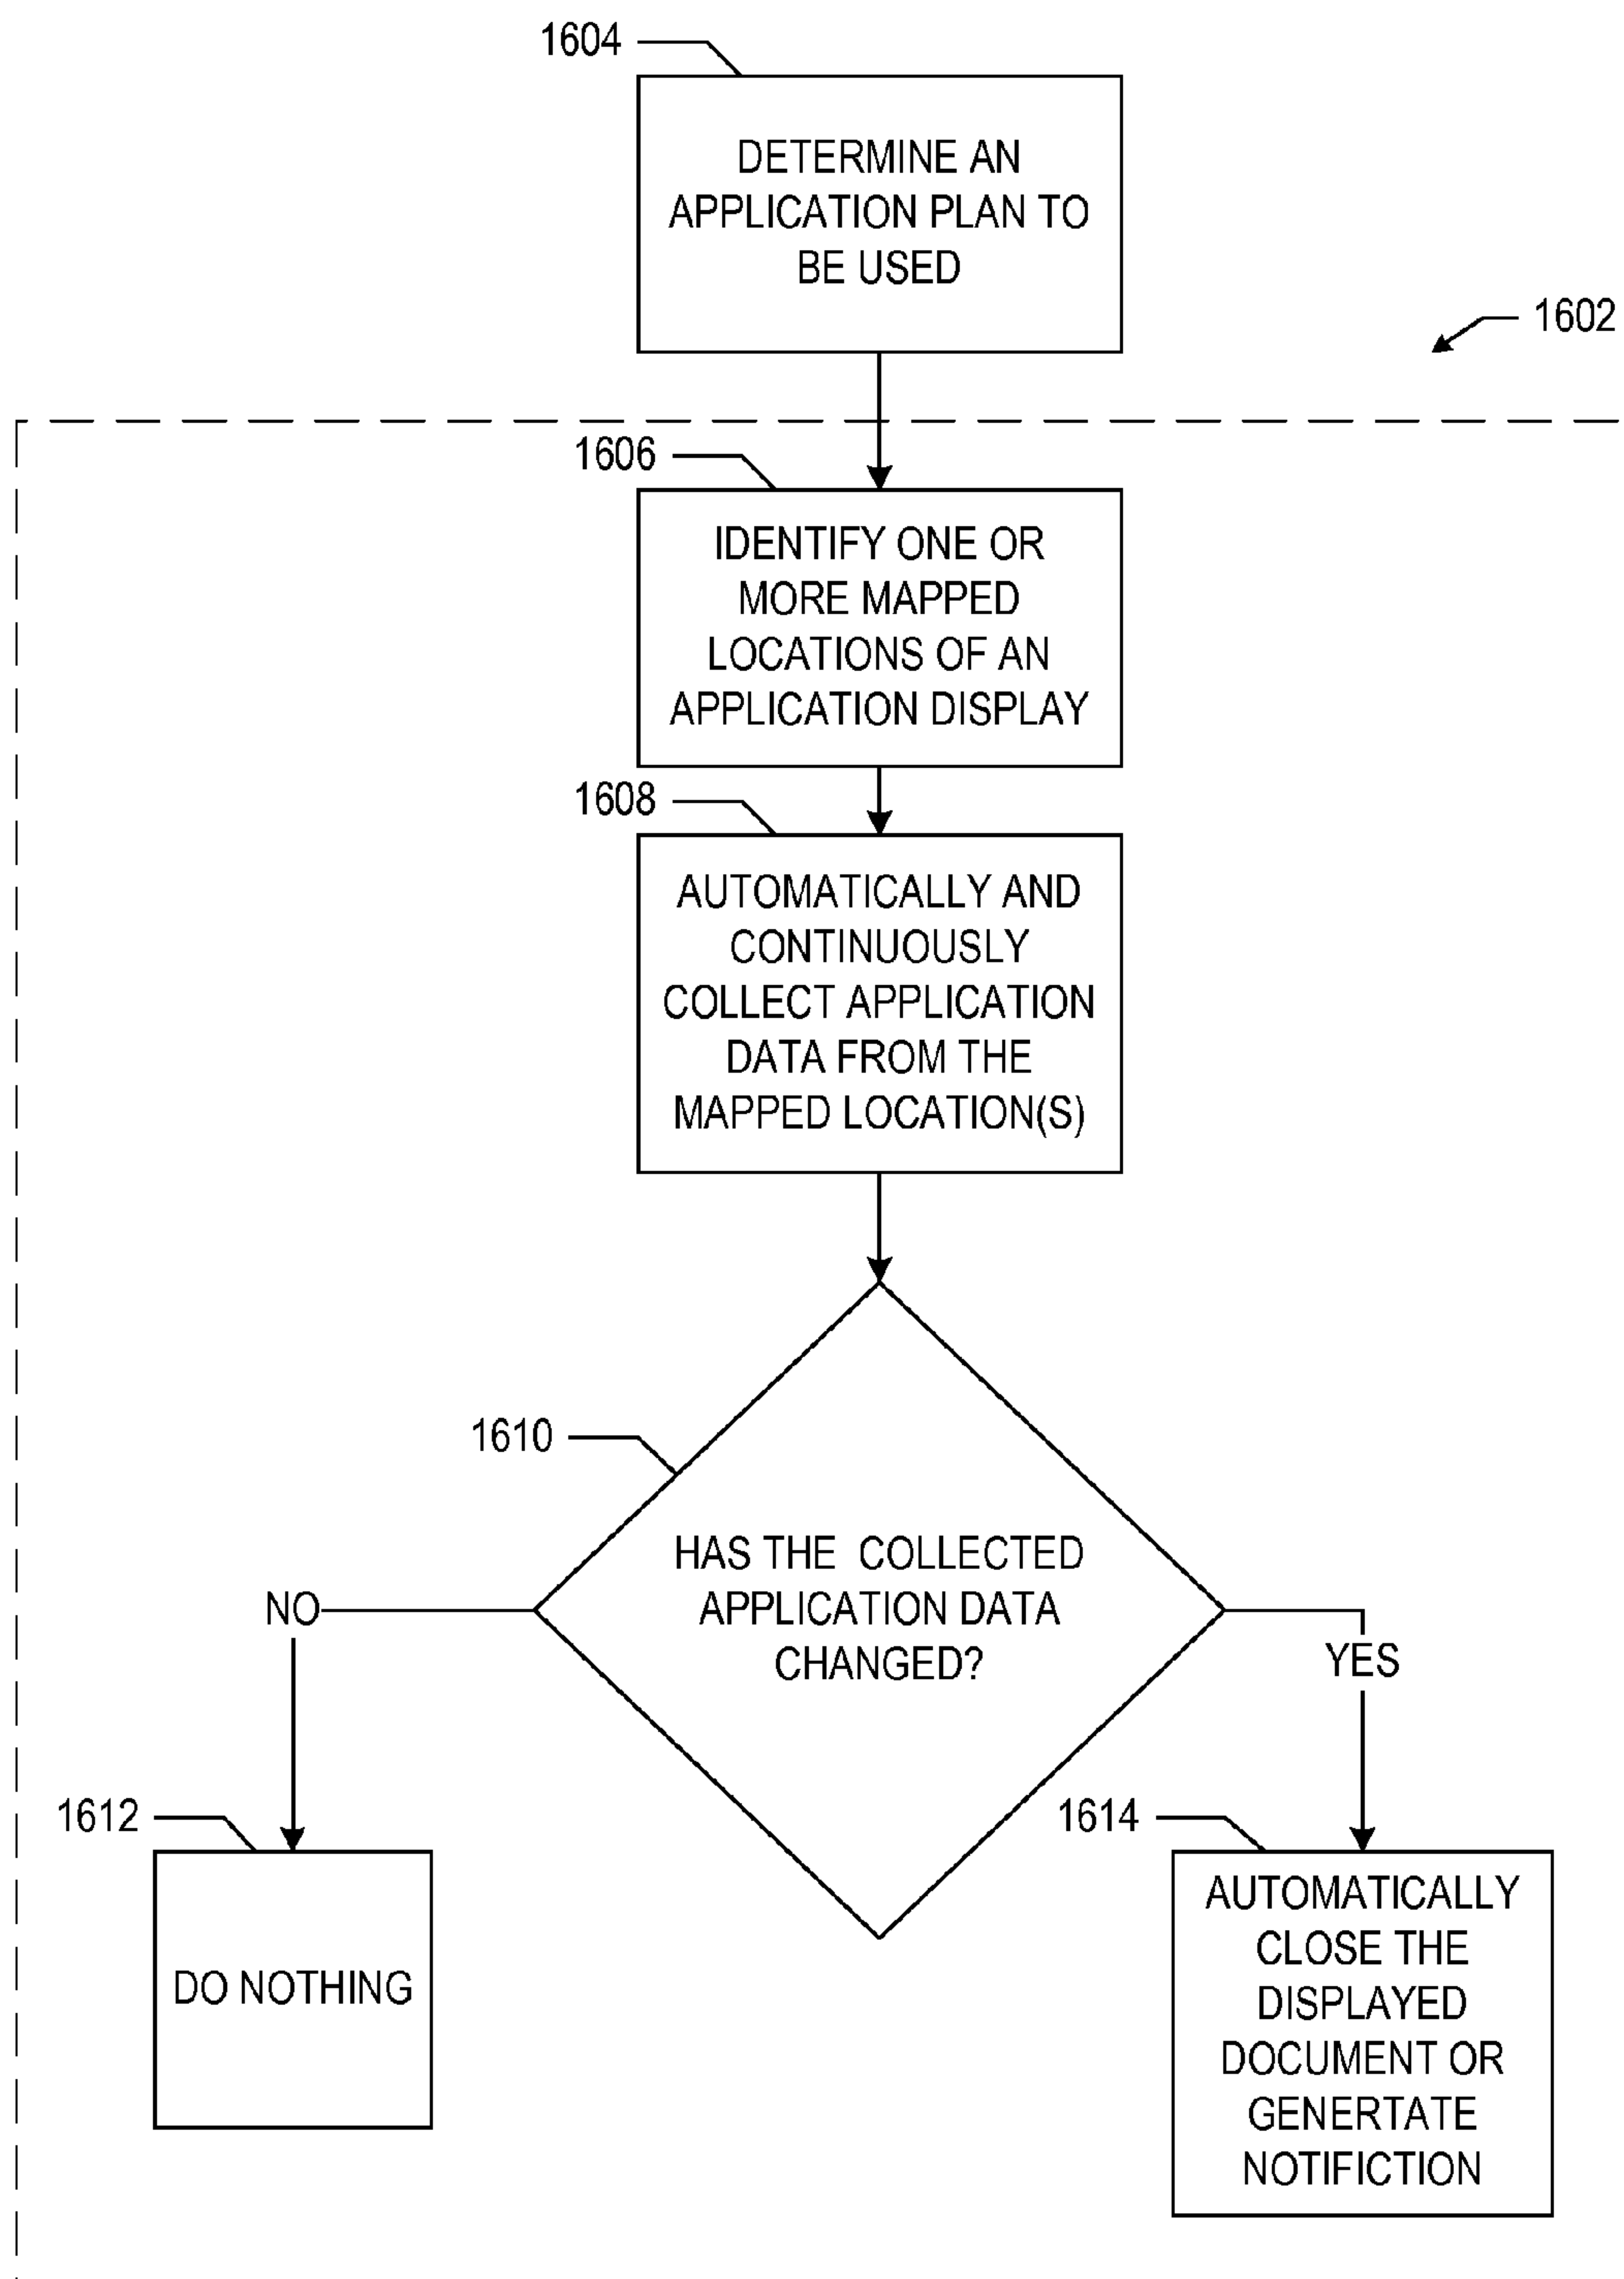 1604
DETERMINE AN
APPLICATION PLAN TO
BE USED
1602
1606
IDENTIFY ONE OR
MORE MAPPED
LOCATIONS OF AN
APPLICATION DISPLAY
1608
AUTOMATICALLY AND
CONTINUOUSLY
COLLECT APPLICATION
DATA FROM THE
MAPPED LOCATION(S)
1610
HAS THE COLLECTED
APPLICATION DATA
CHANGED?
NO
YES
1612
DO NOTHING
1614
AUTOMATICALLY
CLOSE THE
DISPLAYED
DOCUMENT OR
GENERTATE
NOTIFICTION